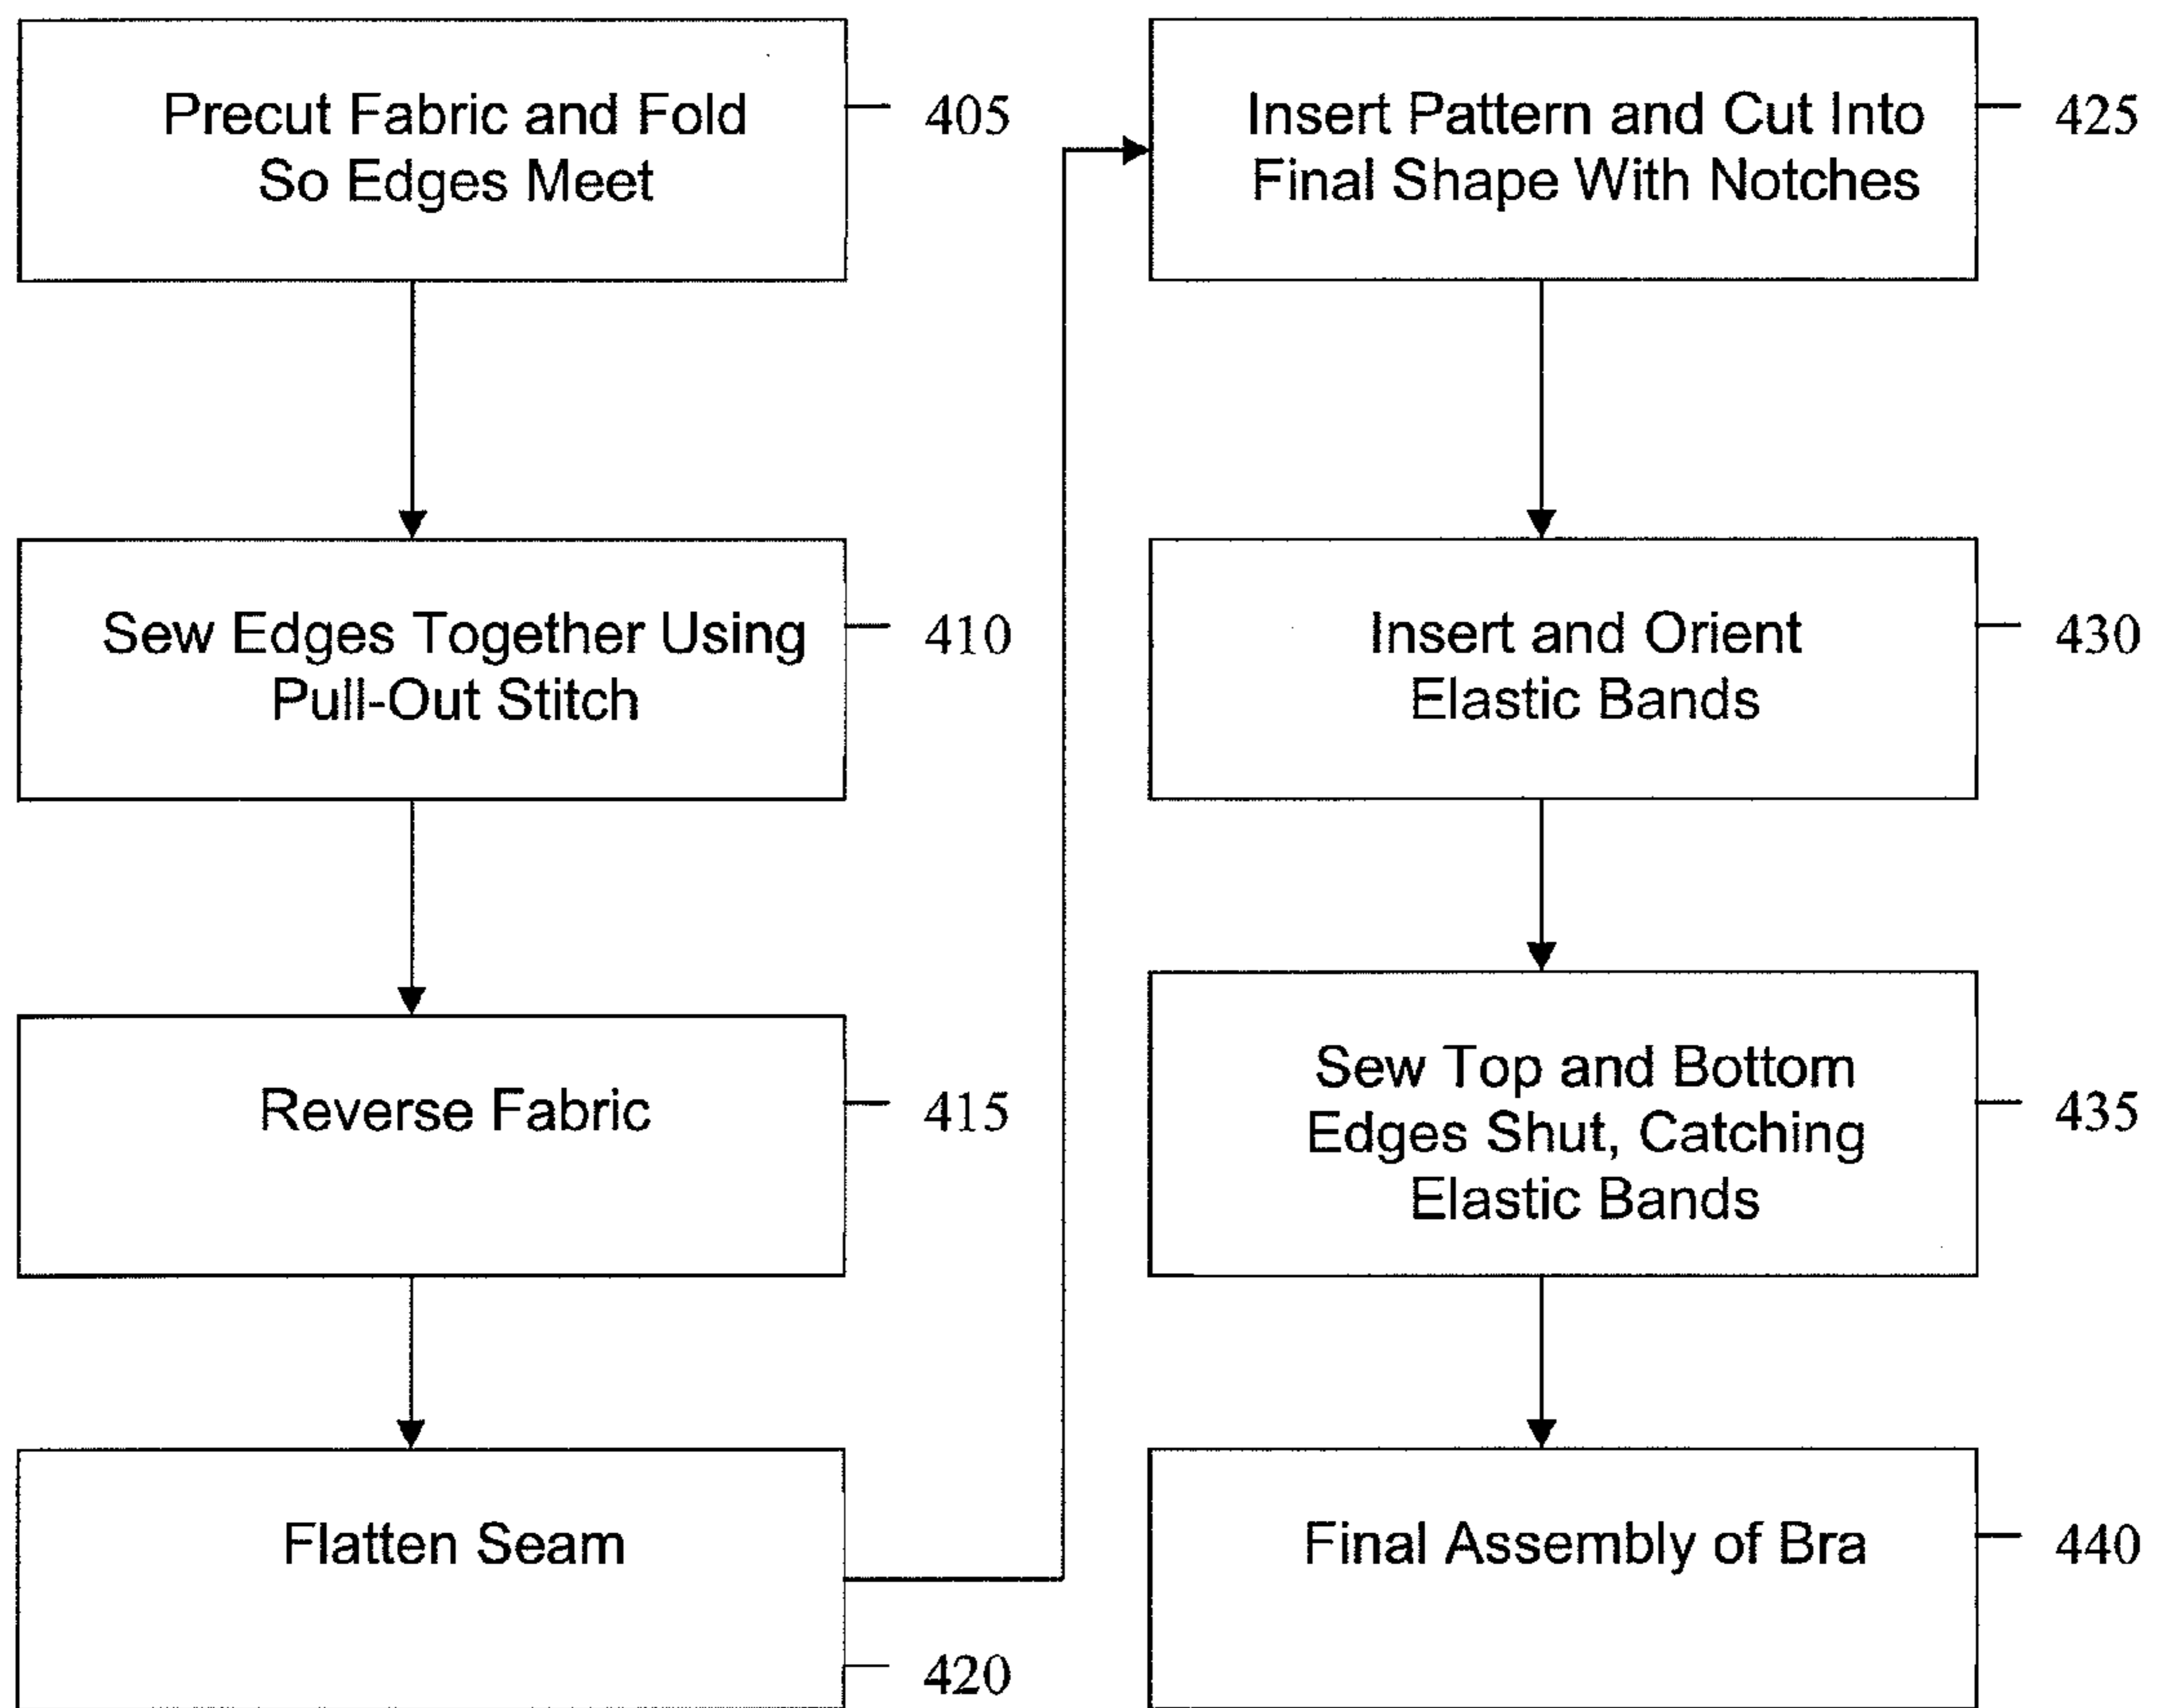 Precut Fabric and Fold
So Edges Meet
405
Sew Edges Together Using
Pull-Out Stitch
410
Reverse Fabric
415
Flatten Seam
420
Insert Pattern and Cut Into
Final Shape With Notches
425
Insert and Orient
Elastic Bands
430
Sew Top and Bottom
Edges Shut, Catching
Elastic Bands
435
Final Assembly of Bra
440